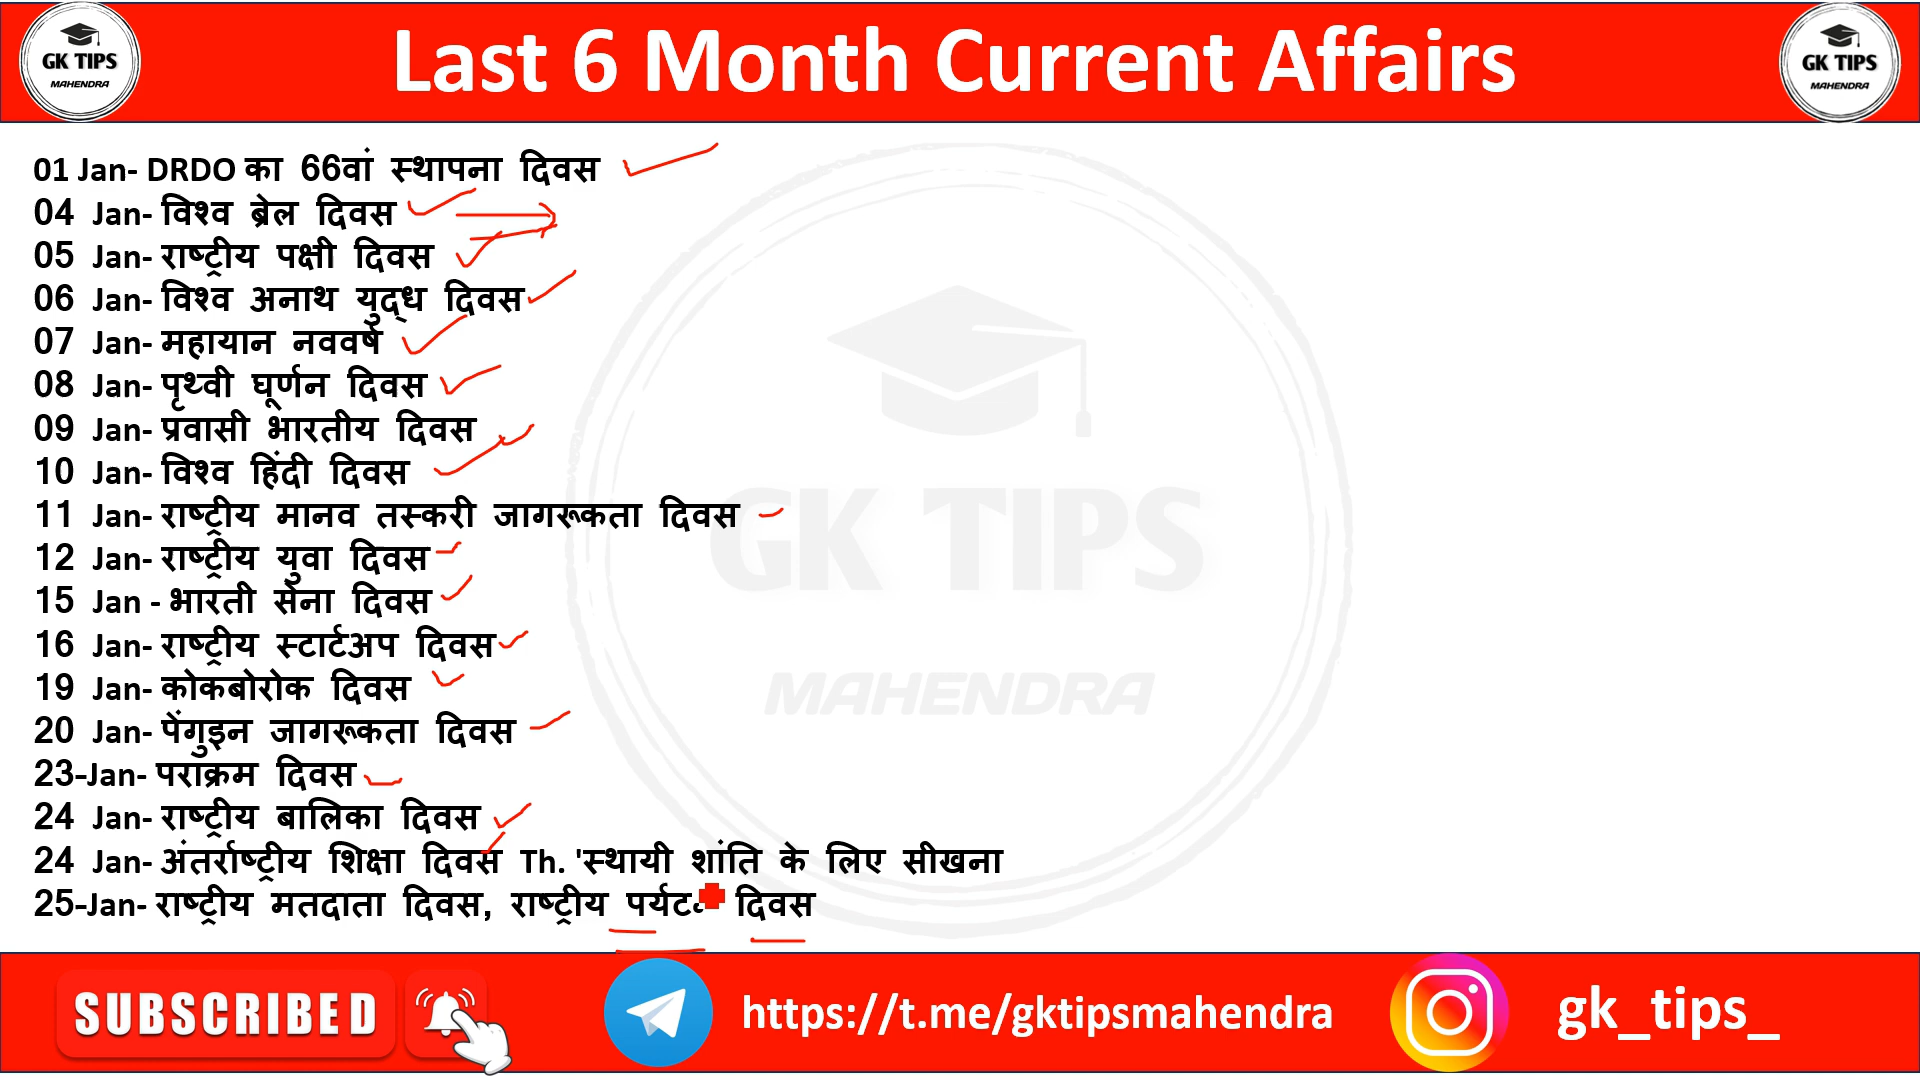 GK TIPS
MAHENDRA
Last 6 Month Current Affairs
GK TIPS
MAHENDRA
01 Jan- DRDO का 66वां स्थापना दिवस
04 Jan- विश्व ब्रेल दिवस
05 Jan- राष्ट्रीय पक्षी दिवस
06 Jan- विश्व अनाथ युद्ध दिवस
07 Jan- महायान नववर्ष
08 Jan- पृथ्वी घूर्णन दिवस
09 Jan- प्रवासी भारतीय दिवस
10 Jan- विश्व हिंदी दिवस
11 Jan- राष्ट्रीय मानव तस्करी जागरूकता दिवस
12 Jan- राष्ट्रीय युवा दिवस
15 Jan - भारती सेना दिवस
16 Jan- राष्ट्रीय स्टार्टअप दिवस
19 Jan- कोकबोरोक दिवस
20 Jan- पेंगुइन जागरूकता दिवस
23-Jan- पराक्रम दिवस
24 Jan- राष्ट्रीय बालिका दिवस
24 Jan- अंतर्राष्ट्रीय शिक्षा दिवस Th. 'स्थायी शांति के लिए सीखना
25-Jan- राष्ट्रीय मतदाता दिवस, राष्ट्रीय दिवस
GK TIPS
MAHENDRA
SUBSCRIBED
https://t.me/gktipsmahendra
gk_tips_